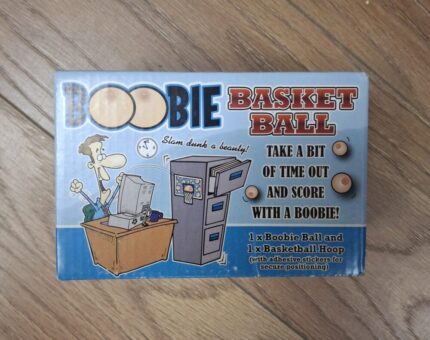 BOOBIE BASKET
BALL
Slam dunk a beauty!
TAKE A BIT
OF TIME OUT
AND SCORE
WITH A BOOBIE!
1 x Boobie Ball and
1 x Basketball Hoop
(with adhesive stickers for
secure positioning)